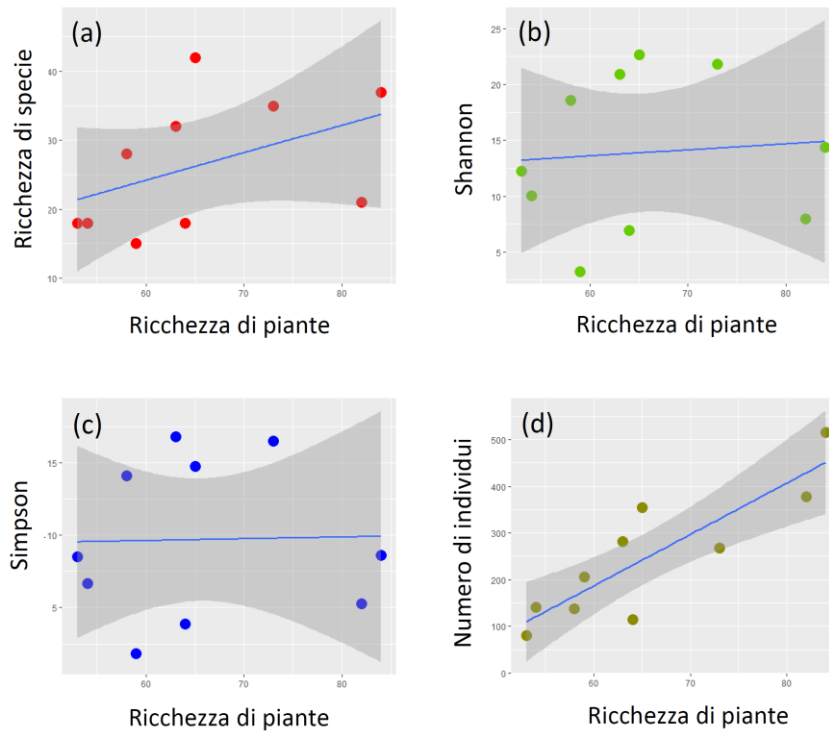 (a)
Ricchezza di specie
40
30
20
10
60
70
80
Ricchezza di piante
(b)
Shannon
25
20
15
10
5
60
70
80
Ricchezza di piante
(c)
Simpson
15
10
5
60
70
80
Ricchezza di piante
(d)
Numero di individui
500
400
300
200
100
0
60
70
80
Ricchezza di piante